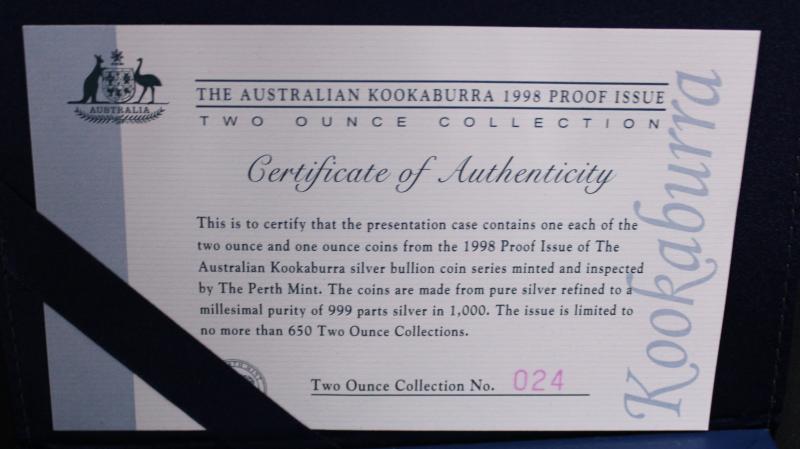 AUSTRALIA
THE AUSTRALIAN KOOKABURRA 1998 PROOF ISSUE
TWO OUNCE COLLECTION
Certificate of Authenticity
This is to certify that the presentation case contains one each of the
two ounce and one ounce coins from the 1998 Proof Issue of The
Australian Kookaburra silver bullion coin series minted and inspected
by The Perth Mint. The coins are made from pure silver refined to a
millesimal purity of 999 parts silver in 1,000. The issue is limited to
no more than 650 Two Ounce Collections.
Two Ounce Collection No. 024
Kookaburra